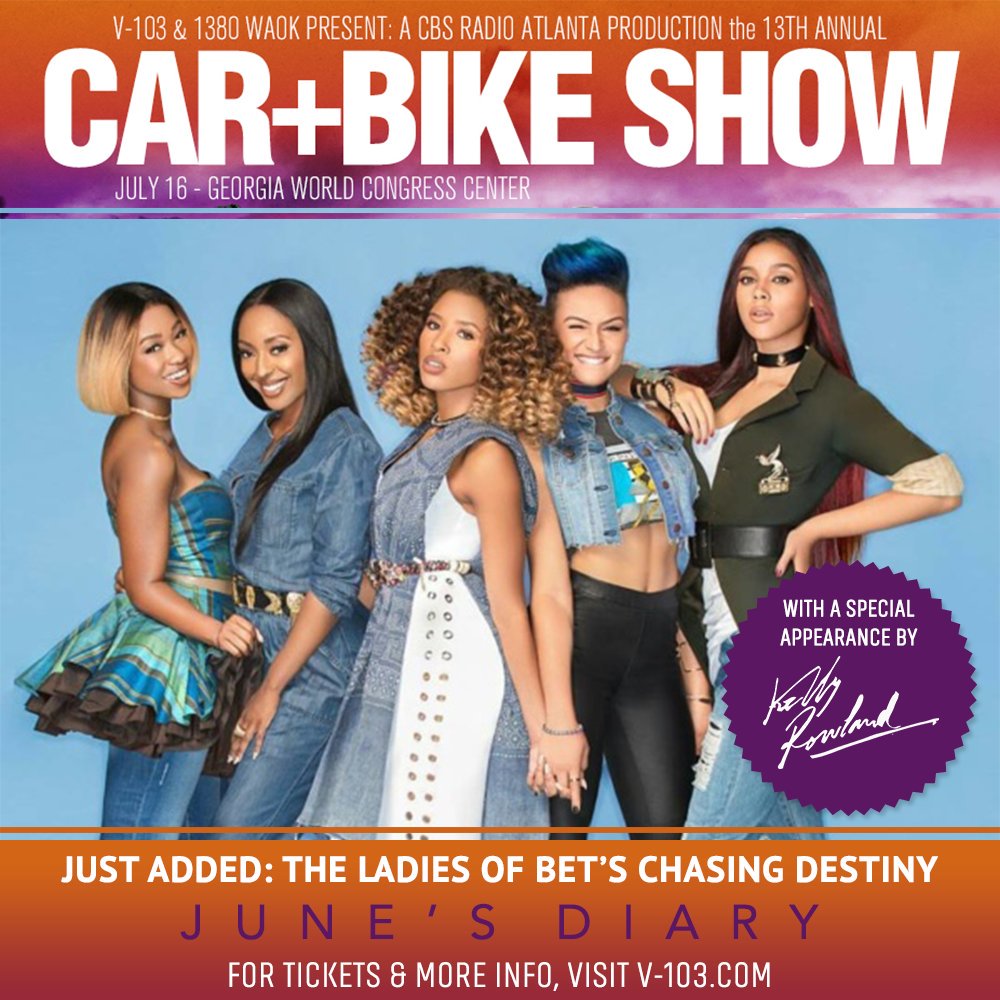 V-103 & 1380 WAOK PRESENT: A CBS RADIO ATLANTA PRODUCTION the 13TH ANNUAL
CAR+BIKE SHOW
JULY 16 - GEORGIA WORLD CONGRESS CENTER
WITH A SPECIAL
APPEARANCE BY
Kelly
Rowland
JUST ADDED: THE LADIES OF BET'S CHASING DESTINY
JUNE'S DIARY
FOR TICKETS & MORE INFO, VISIT V-103.COM